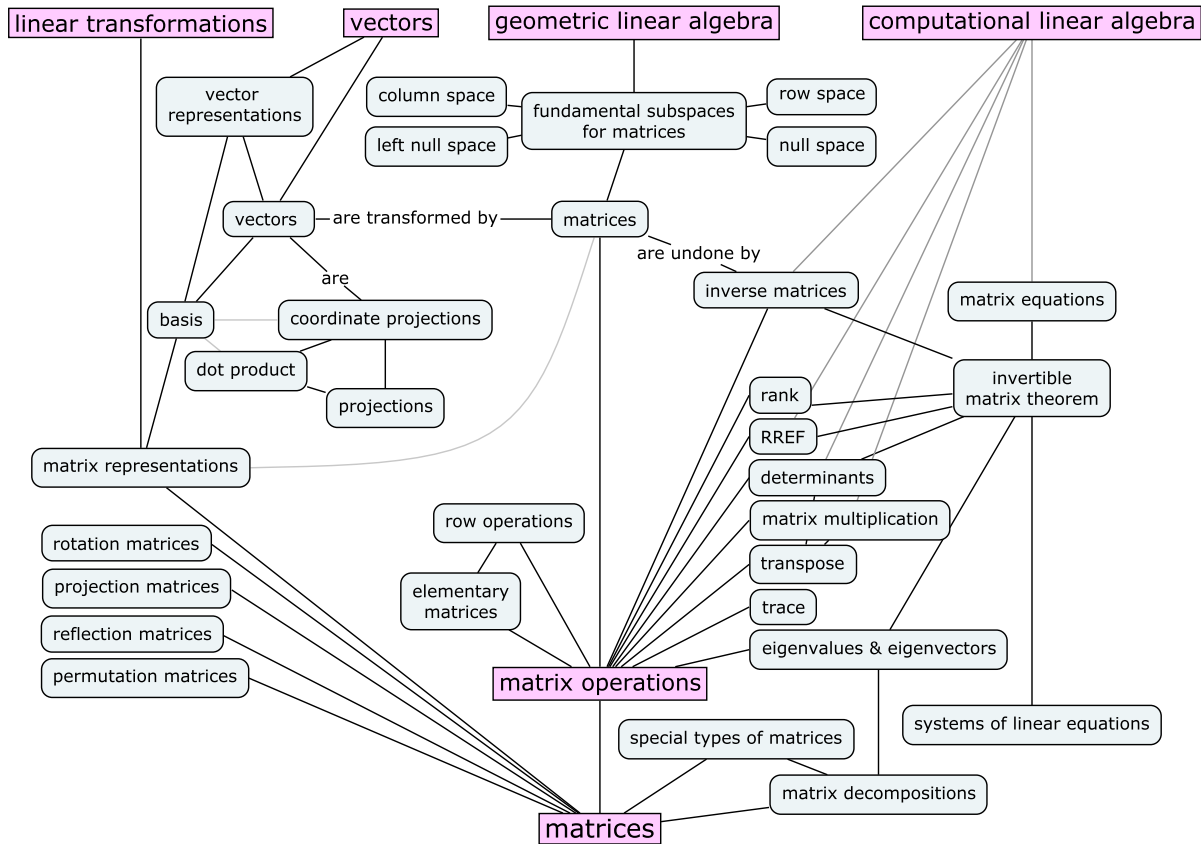 linear transformations
vectors
geometric linear algebra
computational linear algebra
vector
representations
column space
fundamental subspaces
for matrices
row space
left null space
null space
vectors
are transformed by
matrices
are undone by
are
inverse matrices
matrix equations
basis
coordinate projections
dot product
projections
invertible
matrix theorem
rank
RREF
matrix representations
determinants
row operations
matrix multiplication
rotation matrices
transpose
projection matrices
elementary
matrices
trace
reflection matrices
eigenvalues & eigenvectors
permutation matrices
matrix operations
systems of linear equations
special types of matrices
matrix decompositions
matrices